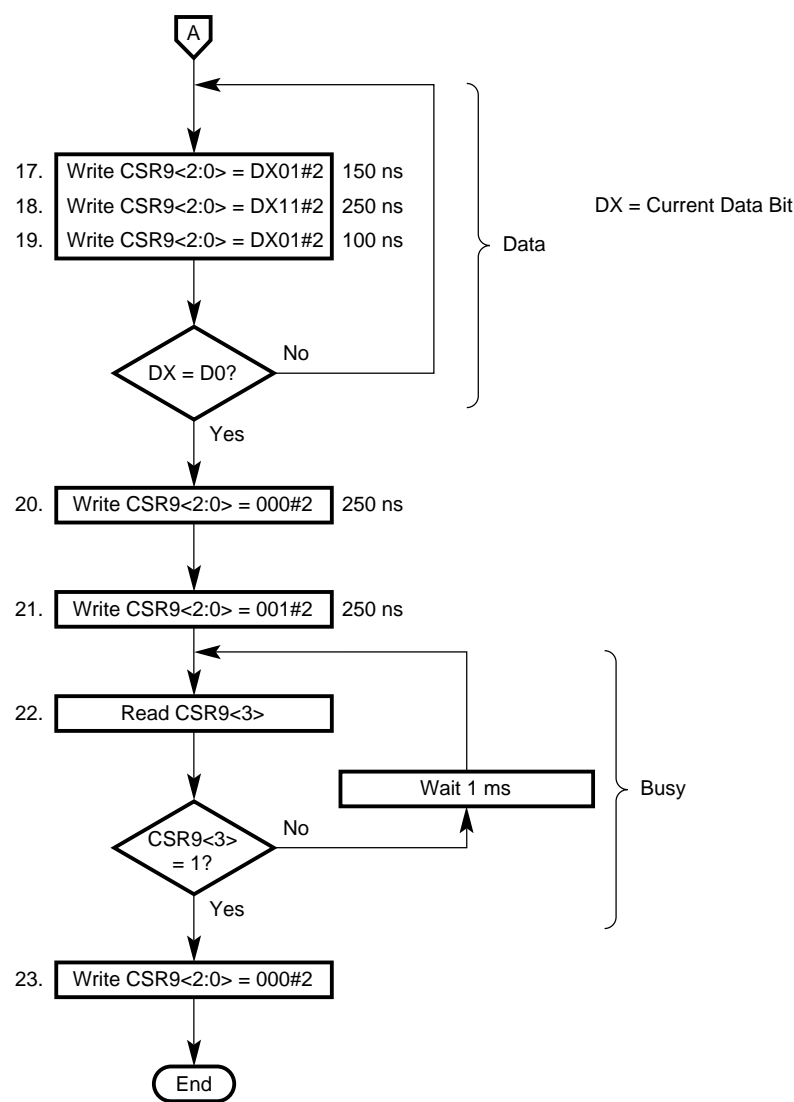 A
17. Write CSR9<2:0> = DX01#2 150 ns
18. Write CSR9<2:0> = DX11#2 250 ns
DX = Current Data Bit
19. Write CSR9<2:0> = DX01#2 100 ns
Data
No
DX = D0?
Yes
20. Write CSR9<2:0> = 000#2 250 ns
21. Write CSR9<2:0> = 001#2 250 ns
22. Read CSR9<3>
Wait 1 ms
Busy
No
CSR9<3>
= 1?
Yes
23. Write CSR9<2:0> = 000#2
End